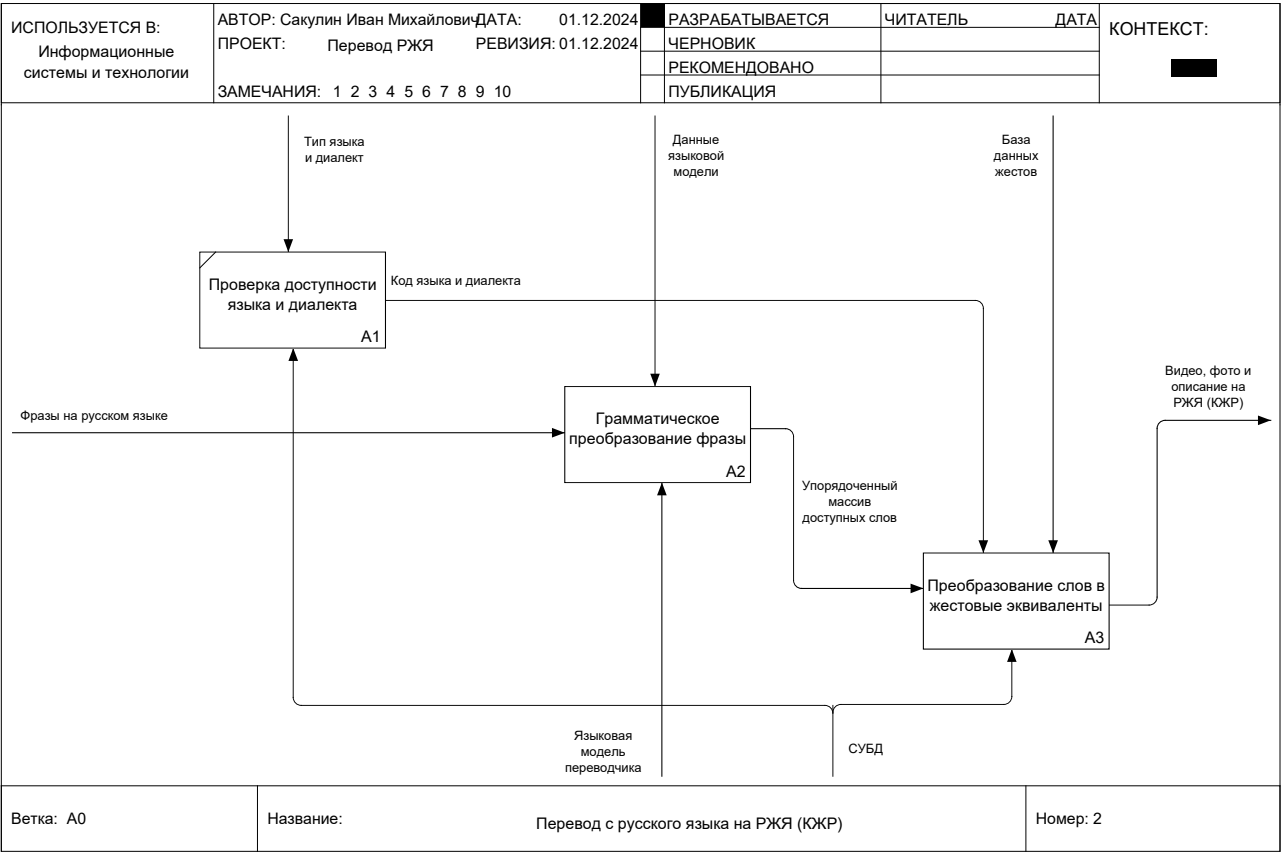 ИСПОЛЬЗУЕТСЯ В:
Информационные
системы и технологии
АВТОР: Сакулин Иван Михайлович
ДАТА: 01.12.2024
ПРОЕКТ: Перевод РЖЯ
РЕВИЗИЯ: 01.12.2024
ЗАМЕЧАНИЯ: 1 2 3 4 5 6 7 8 9 10
РАЗРАБАТЫВАЕТСЯ
ЧЕРНОВИК
РЕКОМЕНДОВАНО
ПУБЛИКАЦИЯ
ЧИТАТЕЛЬ
ДАТА
КОНТЕКСТ:
Тип языка
и диалект
Данные
языковой
модели
База
данных
жестов
Проверка доступности
языка и диалекта
А1
Код языка и диалекта
Фразы на русском языке
Грамматическое
преобразование фразы
А2
Видео, фото и
описание на
РЖЯ (КЖР)
Упорядоченный
массив
доступных слов
Преобразование слов в
жестовые эквиваленты
А3
Языковая
модель
переводчика
СУБД
Ветка: А0
Название:
Перевод с русского языка на РЖЯ (КЖР)
Номер: 2